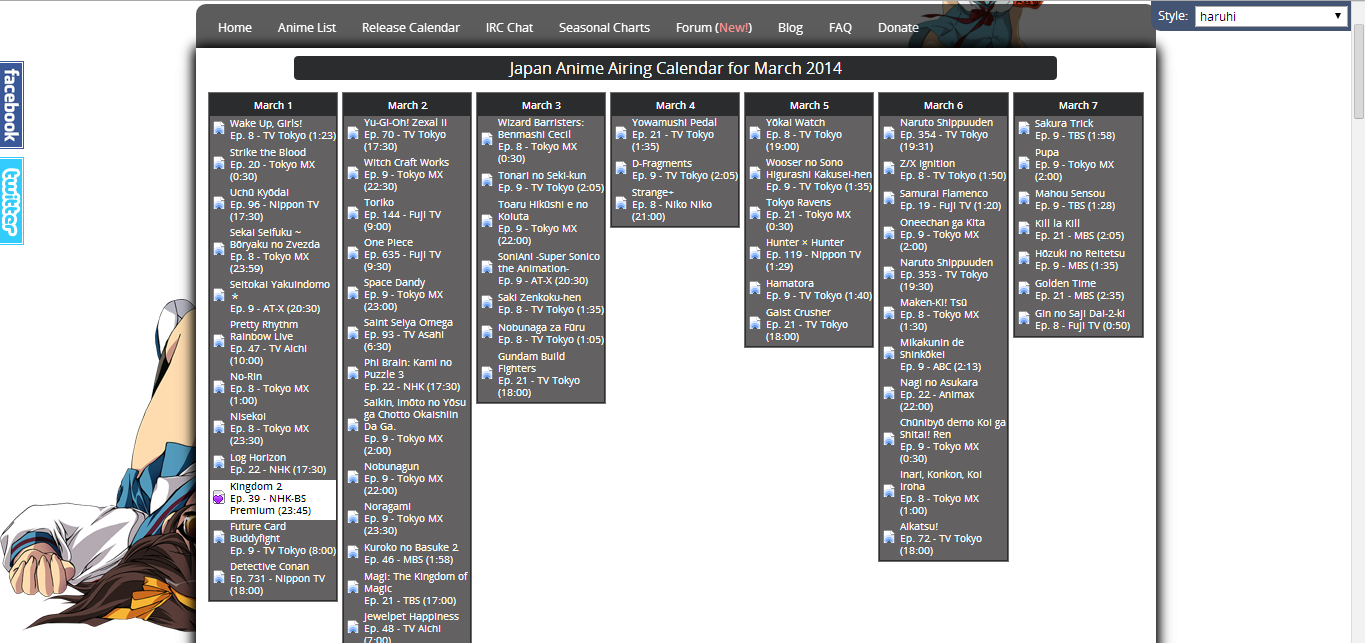 Home
Anime List
Release Calendar
IRC Chat
Seasonal Charts
Forum (New!)
Blog
FAQ
Donate
Style:
haruhi
facebook
twitter
Japan Anime Airing Calendar for March 2014
March 1
Wake Up, Girls!
Ep. 8 - TV Tokyo (1:23)
Strike the Blood
Ep. 20 - Tokyo MX
(0:30)
Uchū Kyōdai
Ep. 96 - Nippon TV
(17:30)
Sekai Seifuku ~
Bōryaku no Zvezda
Ep. 8 - Tokyo MX
(23:59)
Seitokai Yakuindomo
*
Ep. 9 - AT-X (20:30)
Pretty Rhythm
Rainbow Live
Ep. 47 - TV Aichi
(10:00)
No-Rin
Ep. 8 - Tokyo MX
(1:00)
Nisekoi
Ep. 8 - Tokyo MX
(23:30)
Log Horizon
Ep. 22 - NHK (17:30)
Kingdom 2
Ep. 39 - NHK-BS
Premium (23:45)
Future Card
Buddyfight
Ep. 9 - TV Tokyo (8:00)
Detective Conan
Ep. 731 - Nippon TV
(18:00)
March 2
Yu-Gi-Oh! Zexal II
Ep. 70 - TV Tokyo
(17:30)
Witch Craft Works
Ep. 9 - Tokyo MX
(22:30)
Toriko
Ep. 144 - Fuji TV
(9:00)
One Piece
Ep. 635 - Fuji TV
(9:30)
Space Dandy
Ep. 9 - Tokyo MX
(23:00)
Saint Seiya Omega
Ep. 93 - TV Asahi
(6:30)
Phi Brain: Kami no
Puzzle 3
Ep. 22 - NHK (17:30)
Saikin, Imōto no Yōsu
ga Chotto Okaishiin
Da Ga.
Ep. 9 - Tokyo MX
(2:00)
Nobunagun
Ep. 9 - Tokyo MX
(22:00)
Noragami
Ep. 9 - Tokyo MX
(23:30)
Kuroko no Basuke 2
Ep. 46 - MBS (1:58)
Magi: The Kingdom of
Magic
Ep. 21 - TBS (17:00)
Jewelpet Happiness
Ep. 48 - TV Aichi
(7:00)
March 3
Wizard Barristers:
Benmashi Cecil
Ep. 8 - Tokyo MX
(0:30)
Tonari no Seki-kun
Ep. 9 - TV Tokyo (2:05)
Toaru Hikūshi e no
Koiuta
Ep. 9 - Tokyo MX
(22:00)
SoniAni -Super Sonico
the Animation-
Ep. 9 - AT-X (20:30)
Saki Zenkoku-hen
Ep. 8 - TV Tokyo (1:35)
Nobunaga za Fūru
Ep. 8 - TV Tokyo (1:05)
Gundam Build
Fighters
Ep. 21 - TV Tokyo
(18:00)
March 4
Yowamushi Pedal
Ep. 21 - TV Tokyo
(1:35)
D-Fragments
Ep. 9 - TV Tokyo (2:05)
Strange+
Ep. 8 - Niko Niko
(21:00)
March 5
Yōkai Watch
Ep. 8 - TV Tokyo
(19:00)
Wooser no Sono
Higurashi Kakusei-hen
Ep. 9 - TV Tokyo (1:35)
Tokyo Ravens
Ep. 21 - Tokyo MX
(0:30)
Hunter × Hunter
Ep. 119 - Nippon TV
(1:29)
Hamatora
Ep. 9 - TV Tokyo (1:40)
Gaist Crusher
Ep. 21 - TV Tokyo
(18:00)
March 6
Naruto Shippuuden
Ep. 354 - TV Tokyo
(19:31)
Z/X Ignition
Ep. 8 - TV Tokyo (1:50)
Samurai Flamenco
Ep. 19 - Fuji TV (1:20)
Oneechan ga Kita
Ep. 9 - Tokyo MX
(2:00)
Naruto Shippuuden
Ep. 353 - TV Tokyo
(19:30)
Maken-Ki! Tsū
Ep. 8 - Tokyo MX
(1:30)
Mikakunin de
Shinkōkei
Ep. 9 - ABC (2:13)
Nagi no Asukara
Ep. 22 - Animax
(22:00)
Chūnibyō demo Koi ga
Shitai! Ren
Ep. 9 - Tokyo MX
(0:30)
Inari, Konkon, Koi
Iroha
Ep. 8 - Tokyo MX
(1:00)
Aikatsu!
Ep. 72 - TV Tokyo
(18:00)
March 7
Sakura Trick
Ep. 9 - TBS (1:58)
Pupa
Ep. 9 - Tokyo MX
(2:00)
Mahou Sensou
Ep. 9 - TBS (1:28)
Kill la Kill
Ep. 21 - MBS (2:05)
Hōzuki no Reitetsu
Ep. 9 - MBS (1:35)
Golden Time
Ep. 21 - MBS (2:35)
Gin no Saji Dai-2-ki
Ep. 8 - Fuji TV (0:50)